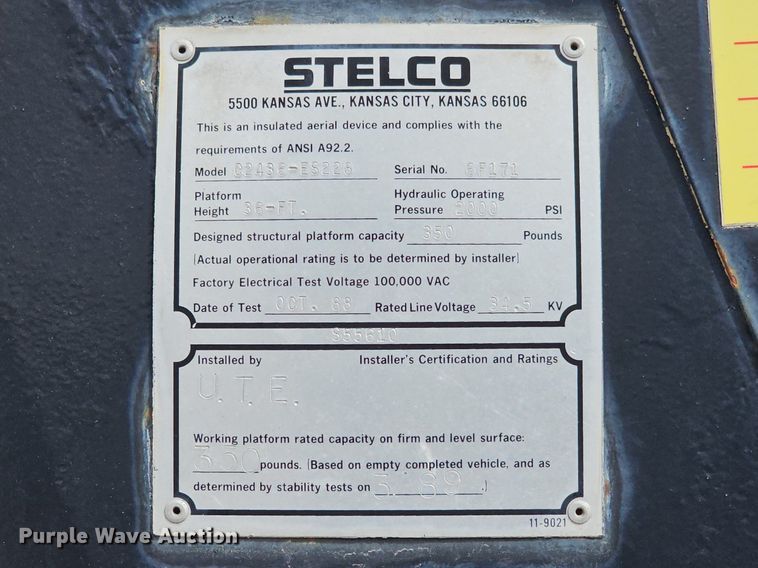 STELCO
5500 KANSAS AVE., KANSAS CITY, KANSAS 66106
This is an insulated aerial device and complies with the
requirements of ANSI A92.2.
Model Serial No. 8F171
Platform Height 36-FT. Hydraulic Operating Pressure 2000 PSI
Designed structural platform capacity 350 Pounds
(Actual operational rating is to be determined by installer)
Factory Electrical Test Voltage 100,000 VAC
Date of Test OCT. 88 Rated Line Voltage 34.5 KV
S55610
Installed by Installer's Certification and Ratings
U.T.E.
Working platform rated capacity on firm and level surface:
350 pounds. (Based on empty completed vehicle, and as
determined by stability tests on 3/89.)
11-9021
Purple Wave Auction